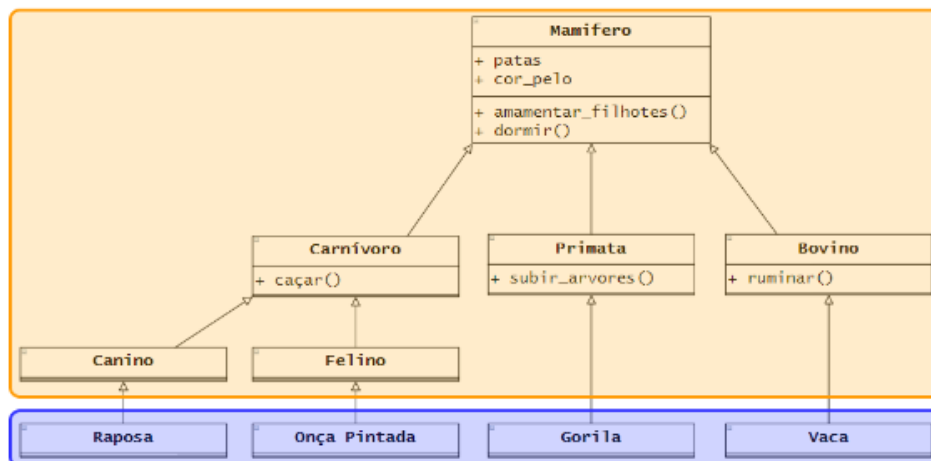 Mamifero
+ patas
+ cor_pelo
+ amamentar_filhotes()
+ dormir()
Carnívoro
+ caçar()
Primata
+ subir_arvores()
Bovino
+ ruminar()
Canino
Felino
Raposa
Onça Pintada
Gorila
Vaca